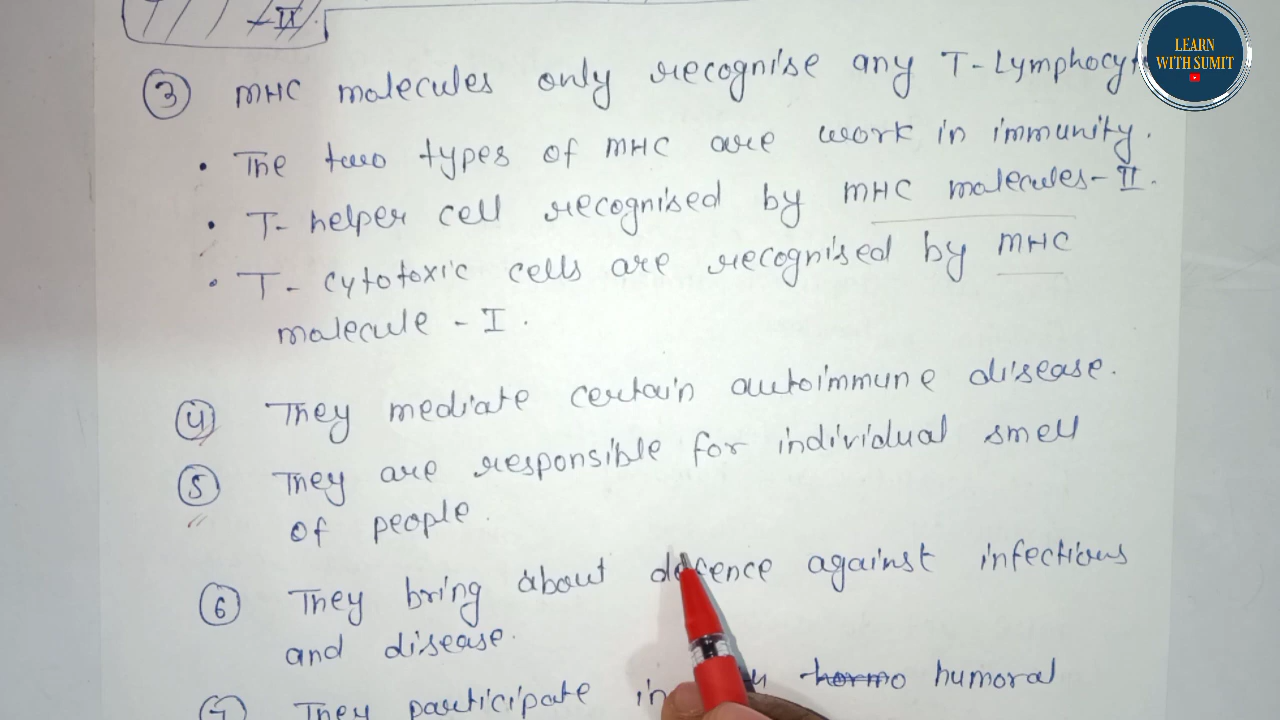 -II.
③ MHC molecules only recognise any T-Lymphocyt
LEARN
WITH SUMIT
• The two types of MHC are work in immunity.
• T- helper cell recognised by MHC molecules-II.
• T- cytotoxic cells are recognised by MHC
molecule - I.
④ They mediate certain autoimmune disease.
⑤ They are responsible for individual smell
of people.
⑥ They bring about defence against infections
and disease.
⑦ They participate in hormo humoral